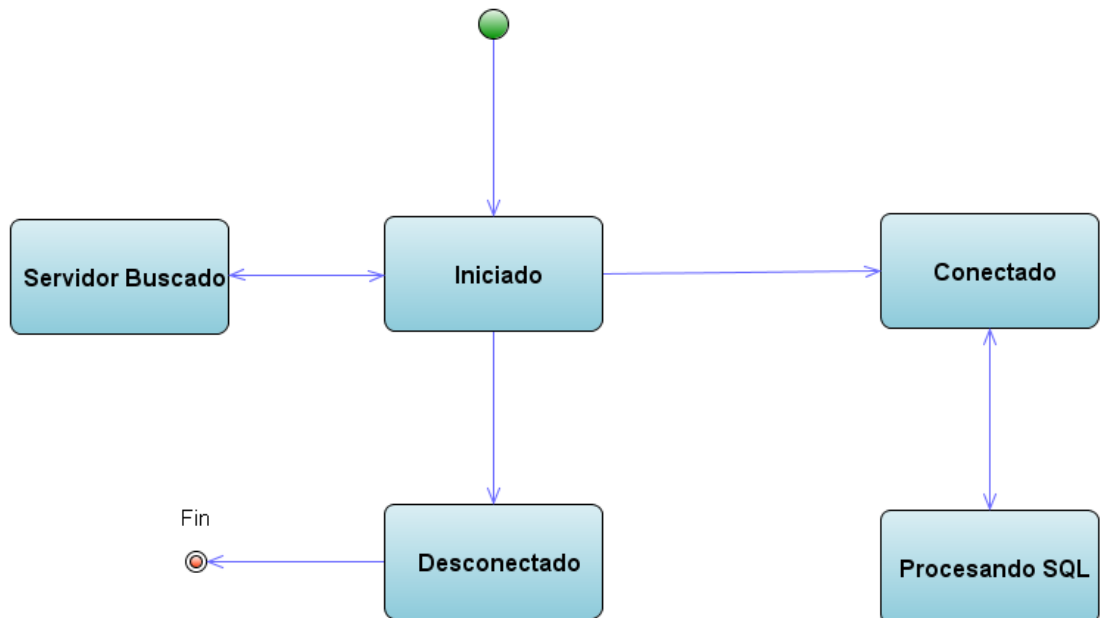 Servidor Buscado
Iniciado
Conectado
Fin
Desconectado
Procesando SQL